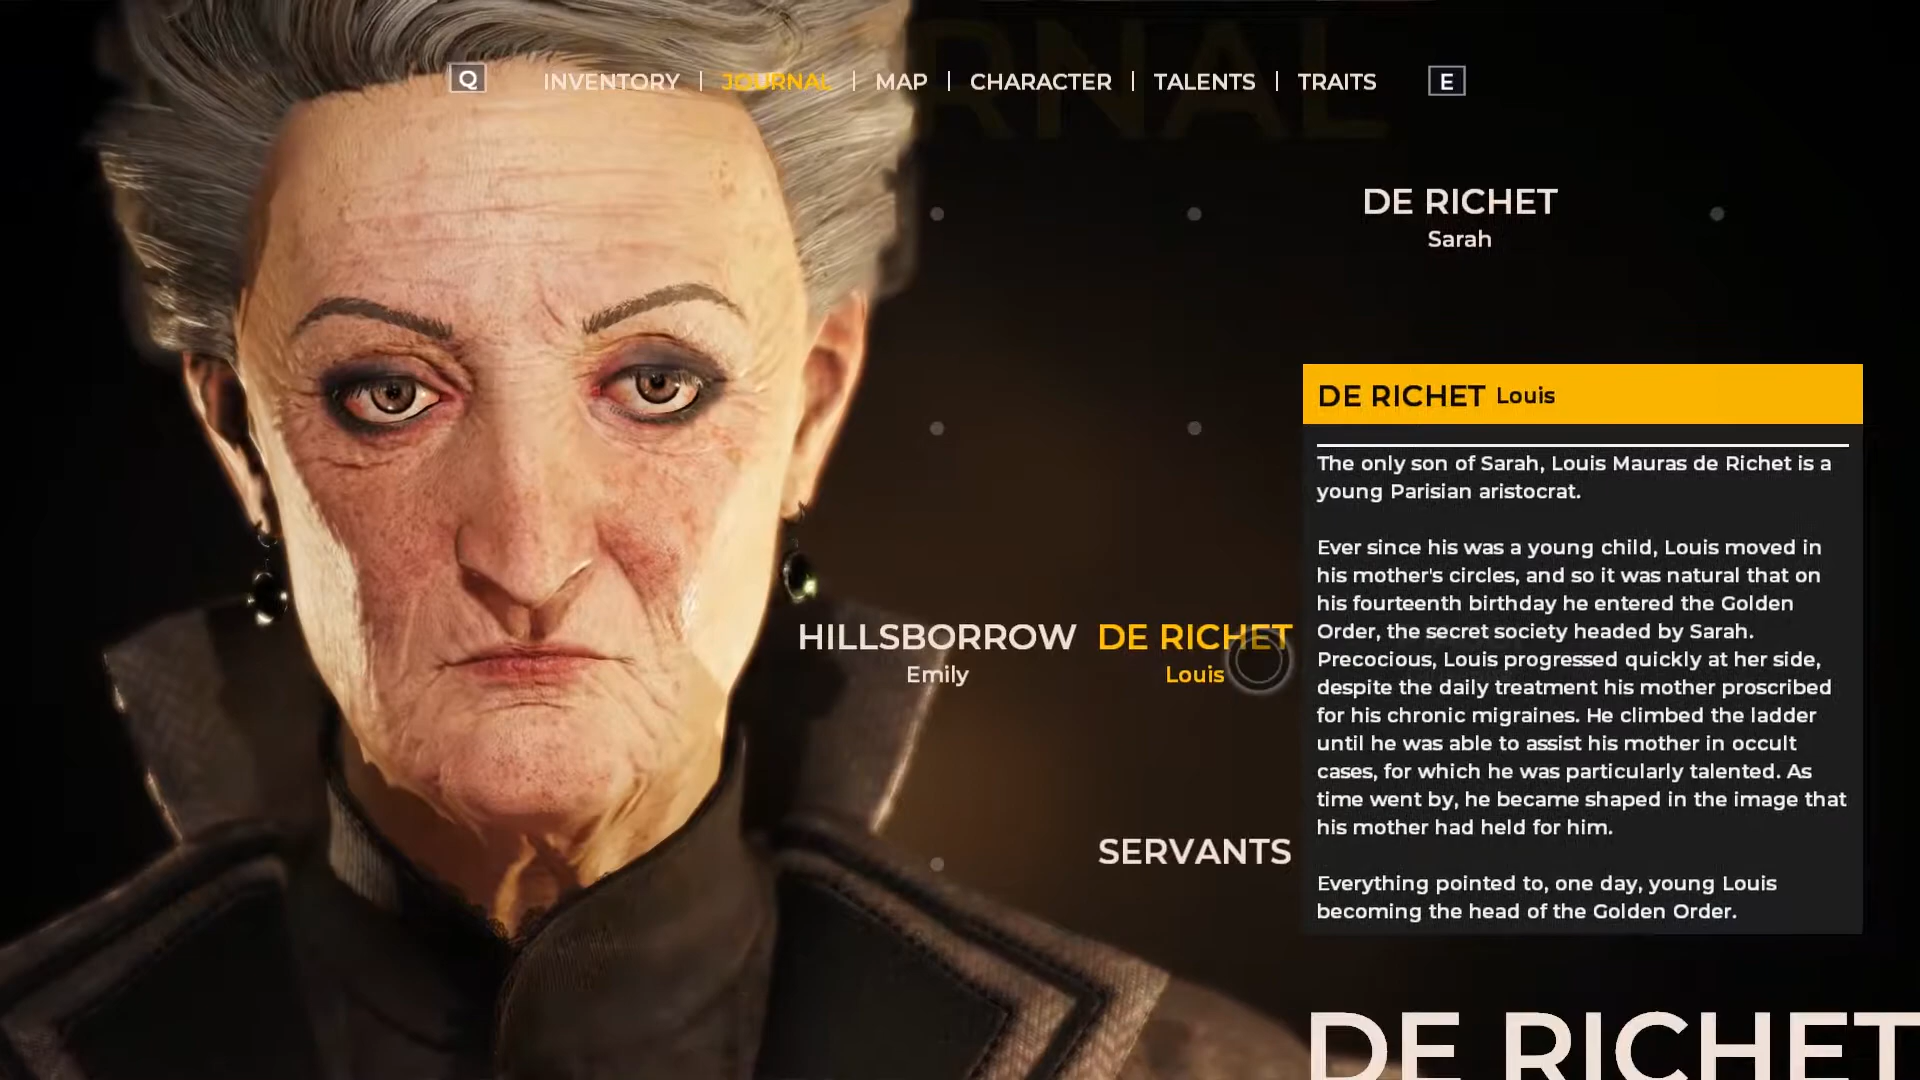 RNAL
Q INVENTORY | JOURNAL | MAP | CHARACTER | TALENTS | TRAITS E
DE RICHET
Sarah
DE RICHET Louis
The only son of Sarah, Louis Mauras de Richet is a
young Parisian aristocrat.
Ever since his was a young child, Louis moved in
his mother's circles, and so it was natural that on
his fourteenth birthday he entered the Golden
Order, the secret society headed by Sarah.
Precocious, Louis progressed quickly at her side,
despite the daily treatment his mother proscribed
for his chronic migraines. He climbed the ladder
until he was able to assist his mother in occult
cases, for which he was particularly talented. As
time went by, he became shaped in the image that
his mother had held for him.
Everything pointed to, one day, young Louis
becoming the head of the Golden Order.
HILLSBORROW
Emily
DE RICHET
Louis
SERVANTS
DE RICHET